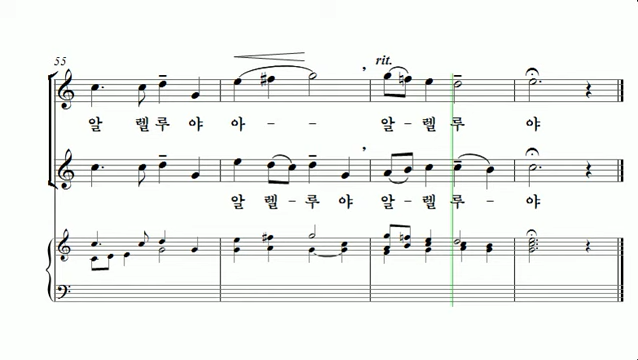 55
rit.
알 렐 루 야 아 - - 알 - 렐 루 야
알 렐 - 루 야 알 - 렐 루 - 야